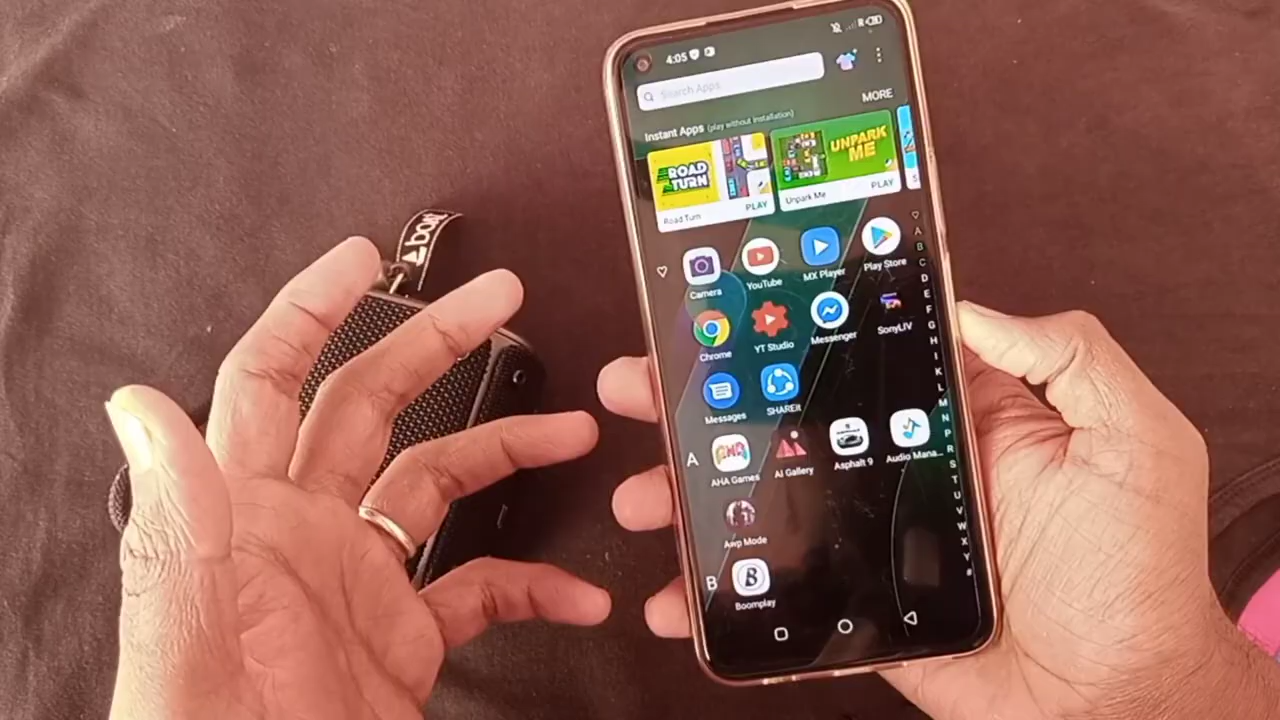 4:05
R
Search Apps
MORE
Instant Apps (play without installation)
ROAD
TURN
UNPARK
ME
Road Turn
PLAY
Unpark Me
PLAY
S
boAt
Camera
YouTube
MX Player
Play Store
Chrome
YT Studio
Messenger
SonyLIV
Messages
SHAREit
A
AHA
AHA Games
AI Gallery
Asphalt 9
Audio Mana...
Awp Mode
B
B
Boomplay
A
B
C
D
E
F
G
H
I
K
L
M
N
P
R
S
T
U
V
W
X
Y
#